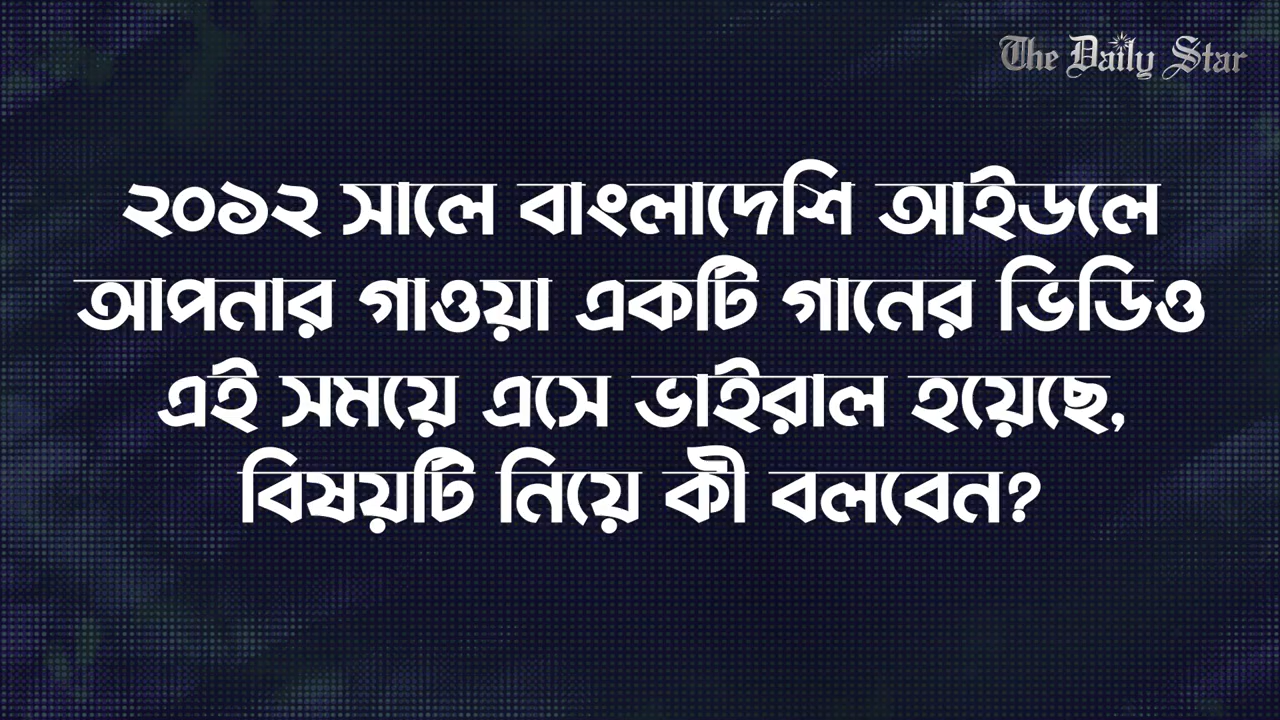 The Daily Star
২০১২ সালে বাংলাদেশি আইডলে
আপনার গাওয়া একটি গানের ভিডিও
এই সময়ে এসে ভাইরাল হয়েছে,
বিষয়টি নিয়ে কী বলবেন?